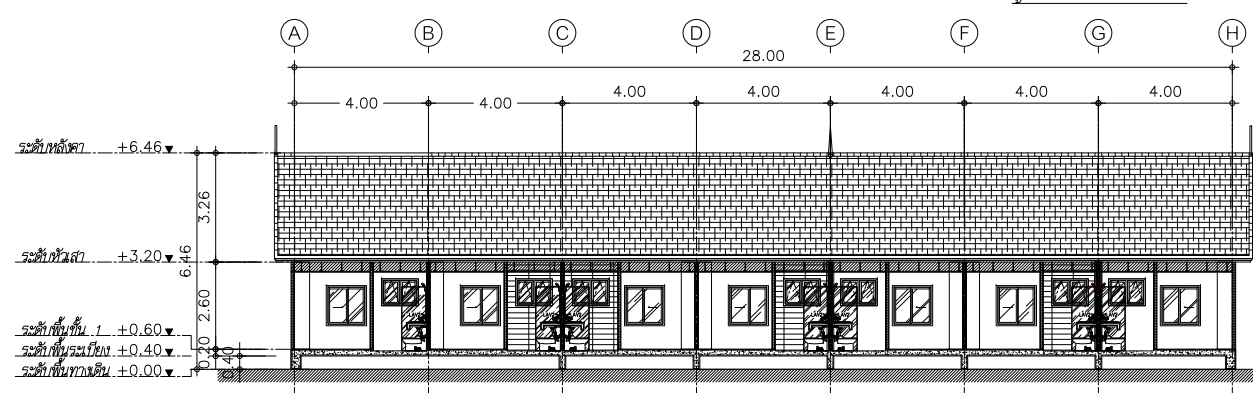 A B C D E F G H
28.00
4.00 4.00 4.00 4.00 4.00 4.00 4.00
ระดับหลังคา +6.46
3.26
6.46
ระดับหัวเสา +3.20
2.60
ระดับพื้นชั้น 1 +0.60
0.20
ระดับพื้นระเบียง +0.40
0.40
ระดับพื้นทางเดิน +0.00